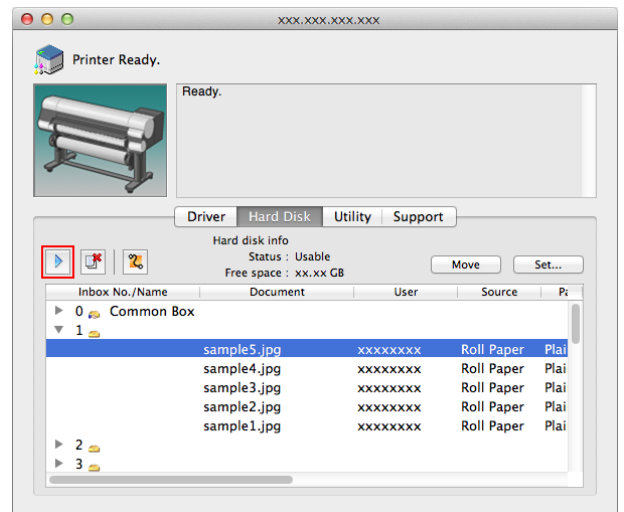 xxx.xxx.xxx.xxx
Printer Ready.
Ready.
Driver Hard Disk Utility Support
Hard disk info
Status : Usable
Free space : xx.xx GB
Move Set...
Inbox No./Name Document User Source
0 Common Box
1
sample5.jpg xxxxxxxx Roll Paper Plai
sample4.jpg xxxxxxxx Roll Paper Plai
sample3.jpg xxxxxxxx Roll Paper Plai
sample2.jpg xxxxxxxx Roll Paper Plai
sample1.jpg xxxxxxxx Roll Paper Plai
2
3